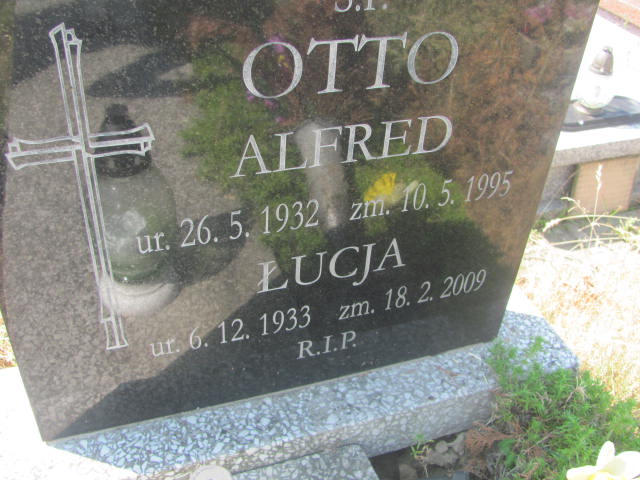 Ś.P.
OTTO
ALFRED
ur. 26. 5. 1932 zm. 10. 5. 1995
ŁUCJA
ur. 6. 12. 1933 zm. 18. 2. 2009
R.I.P.